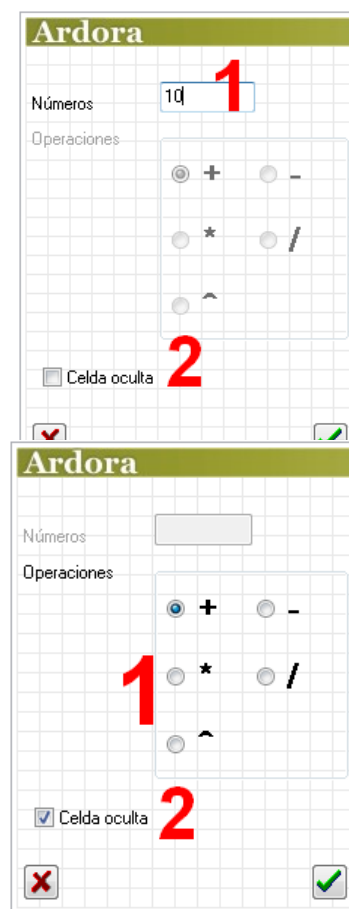 Ardora
1
Números 10
Operaciones
+ -
* /
^
Celda oculta 2
Ardora
Números
Operaciones
+ -
1 * /
^
Celda oculta 2